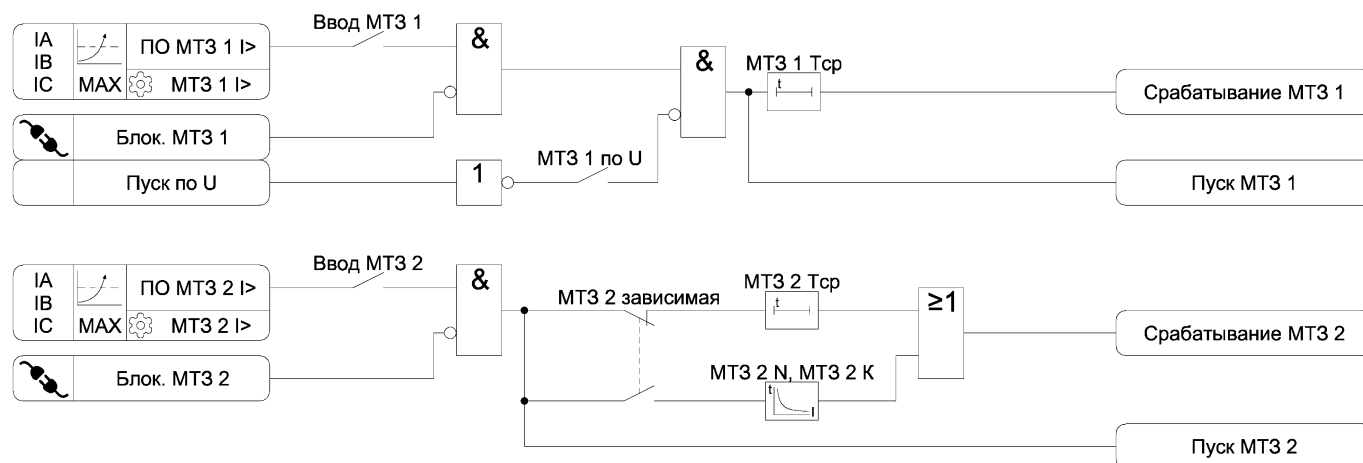 Ввод МТЗ 1
IA
IB
IC
MAX
ПО МТЗ 1 I>
МТЗ 1 I>
&
&
МТЗ 1 Тср
t
Срабатывание МТЗ 1
Блок. МТЗ 1
Пуск по U
1
МТЗ 1 по U
Пуск МТЗ 1
Ввод МТЗ 2
IA
IB
IC
MAX
ПО МТЗ 2 I>
МТЗ 2 I>
&
МТЗ 2 зависимая
МТЗ 2 Тср
t
≥1
Срабатывание МТЗ 2
Блок. МТЗ 2
МТЗ 2 N, МТЗ 2 К
t
I
Пуск МТЗ 2